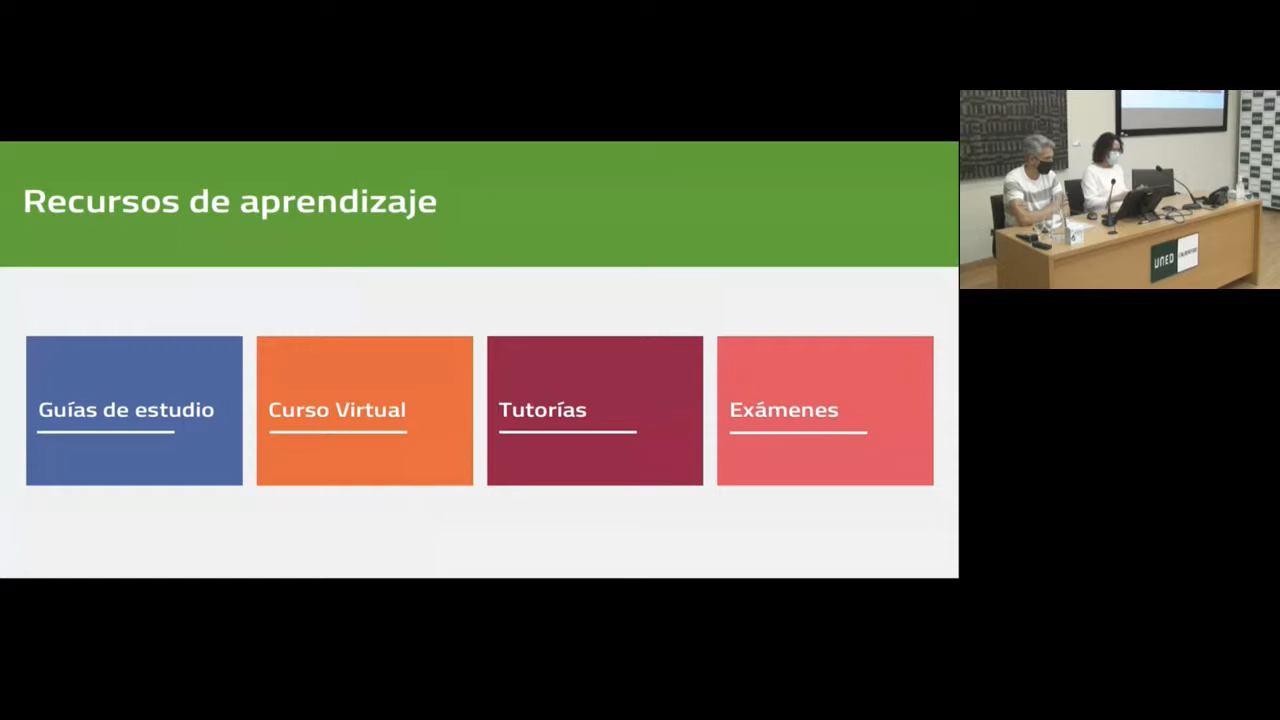 Recursos de aprendizaje
Guías de estudio
Curso Virtual
Tutorías
Exámenes
UNED